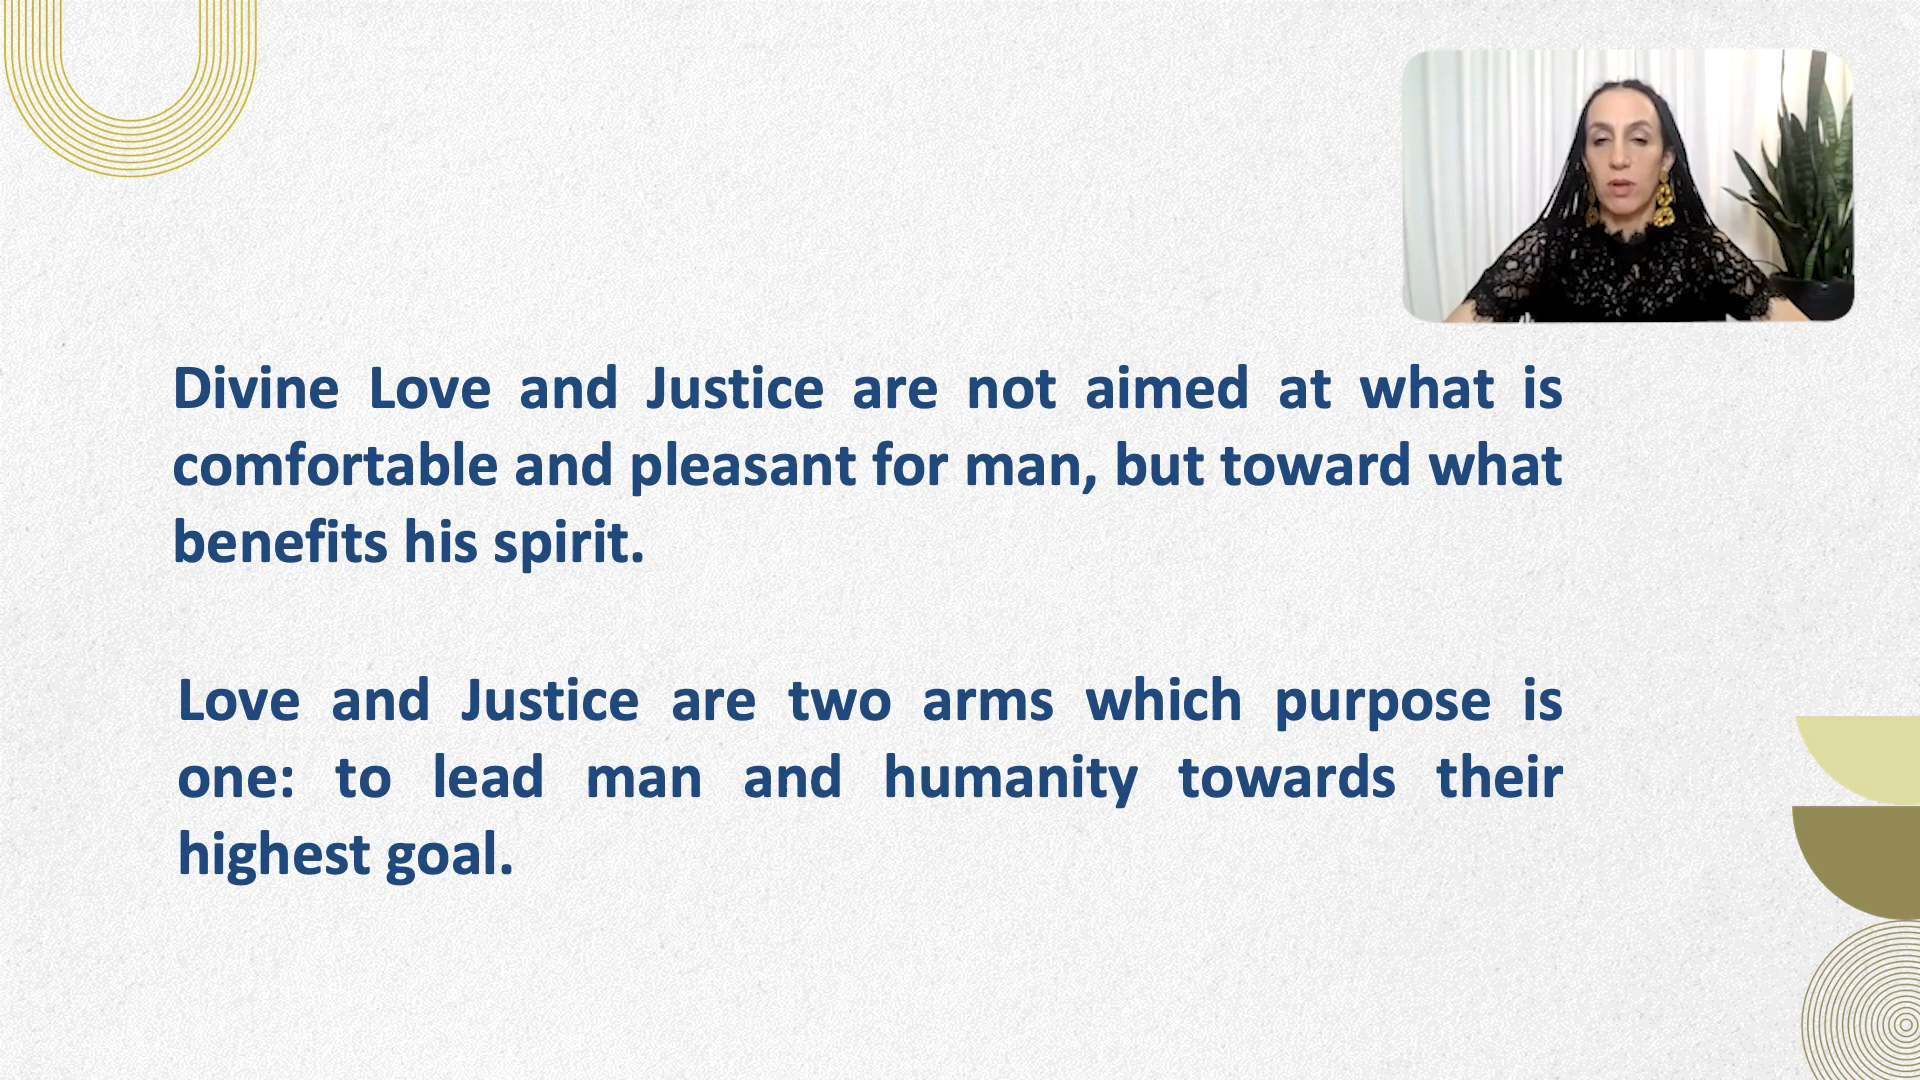 Divine Love and Justice are not aimed at what is
comfortable and pleasant for man, but toward what
benefits his spirit.
Love and Justice are two arms which purpose is
one: to lead man and humanity towards their
highest goal.